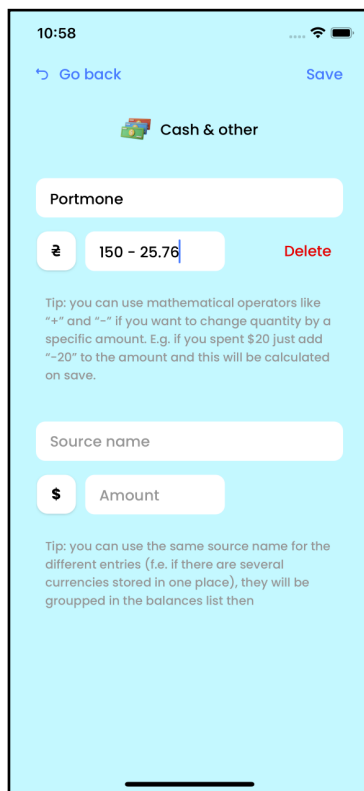 10:58
Go back
Save
Cash & other
Portmone
₴
150 - 25.76
Delete
Tip: you can use mathematical operators like
“+” and “-” if you want to change quantity by a
specific amount. E.g. if you spent $20 just add
“-20” to the amount and this will be calculated
on save.
Source name
$
Amount
Tip: you can use the same source name for the
different entries (f.e. if there are several
currencies stored in one place), they will be
groupped in the balances list then